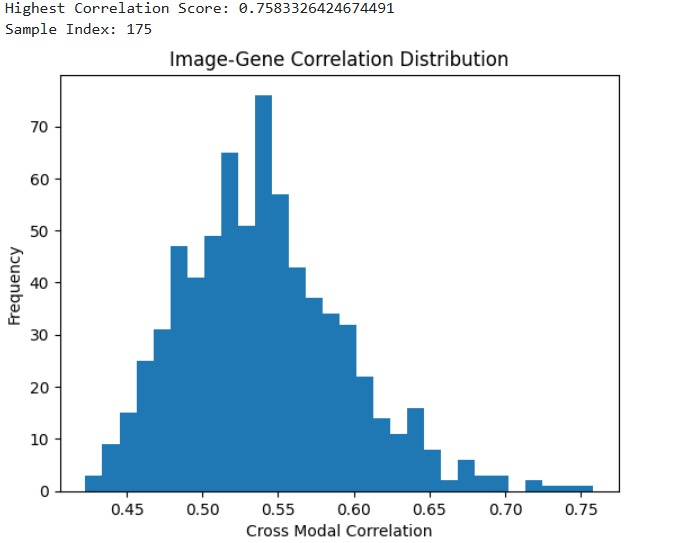 Highest Correlation Score: 0.7583326424674491
Sample Index: 175
Image-Gene Correlation Distribution
70
60
50
40
30
20
10
0
Frequency
0.45 0.50 0.55 0.60 0.65 0.70 0.75
Cross Modal Correlation